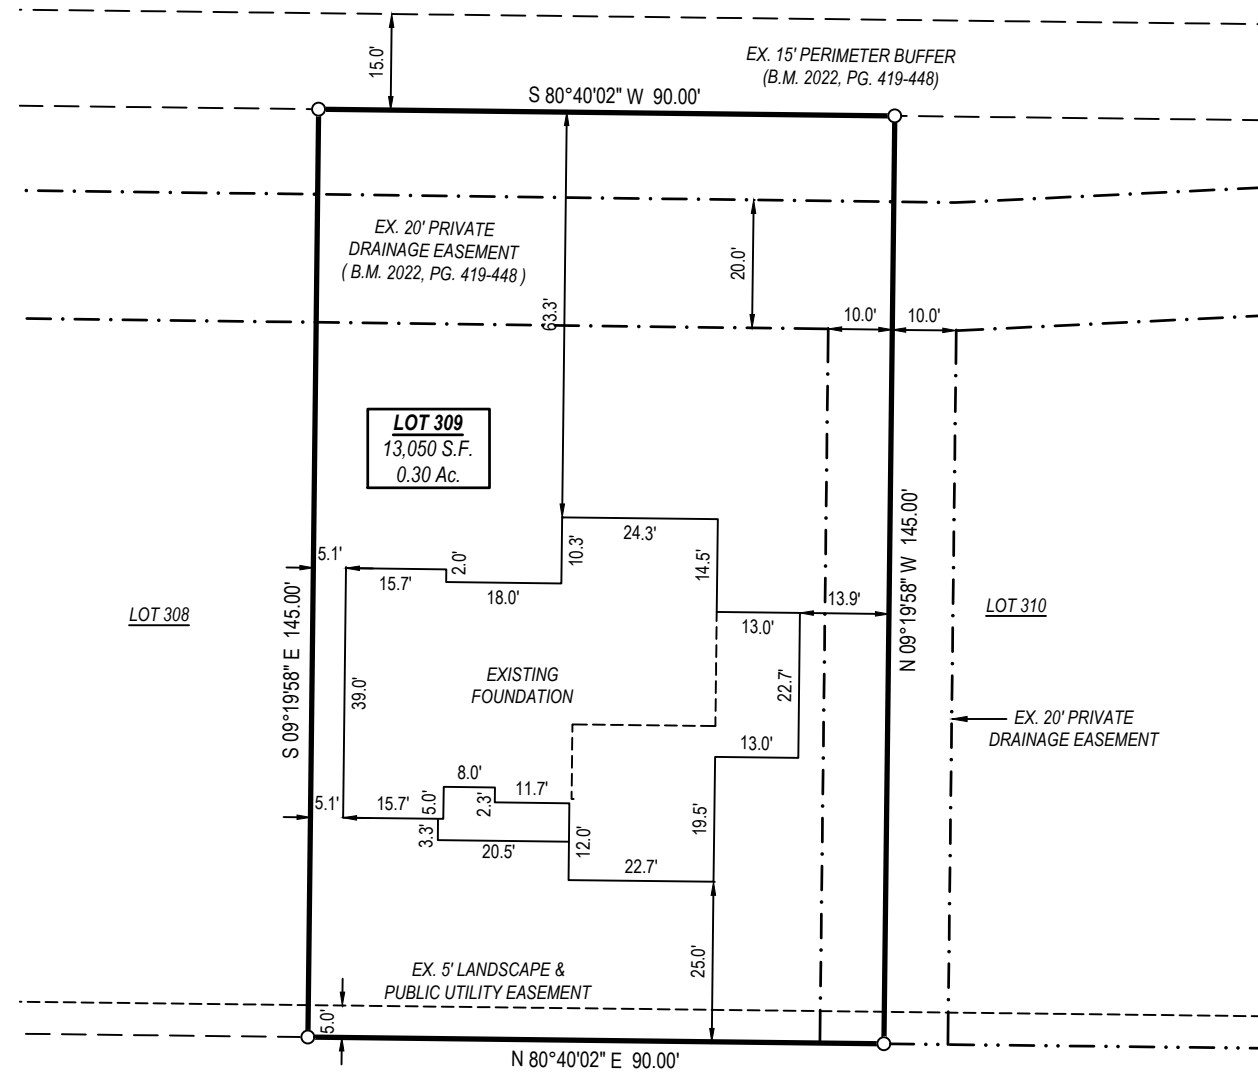 15.0'
EX. 15' PERIMETER BUFFER
(B.M. 2022, PG. 419-448)
S 80°40'02" W  90.00'
EX. 20' PRIVATE
DRAINAGE EASEMENT
( B.M. 2022, PG. 419-448 )
20.0'
63.3'
10.0'
10.0'
LOT 309
13,050 S.F.
0.30 Ac.
24.3'
10.3'
14.5'
5.1'
15.7'
2.0'
18.0'
13.9'
13.0'
LOT 308
LOT 310
S 09°19'58" E  145.00'
N 09°19'58" W  145.00'
39.0'
EXISTING
FOUNDATION
22.7'
EX. 20' PRIVATE
DRAINAGE EASEMENT
13.0'
8.0'
11.7'
5.1'
15.7'
5.0'
2.3'
3.3'
20.5'
12.0'
19.5'
22.7'
25.0'
EX. 5' LANDSCAPE &
PUBLIC UTILITY EASEMENT
5.0'
N 80°40'02" E  90.00'